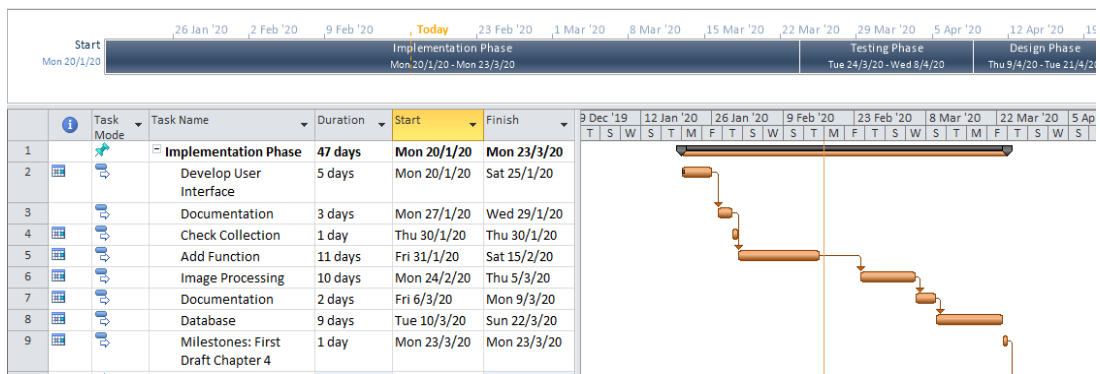 26 Jan '20 2 Feb '20 9 Feb '20 Today 23 Feb '20 1 Mar '20 8 Mar '20 15 Mar '20 22 Mar '20 29 Mar '20 5 Apr '20 12 Apr '20 19
Start Implementation Phase Testing Phase Design Phase
Mon 20/1/20 Mon 20/1/20 - Mon 23/3/20 Tue 24/3/20 - Wed 8/4/20 Thu 9/4/20 - Tue 21/4/20
Task Mode Task Name Duration Start Finish 9 Dec '19 12 Jan '20 26 Jan '20 9 Feb '20 23 Feb '20 8 Mar '20 22 Mar '20 5 Ap
T S W S T M F T S W S T M F T S W S T M F T S W
1 Implementation Phase 47 days Mon 20/1/20 Mon 23/3/20
2 Develop User 5 days Mon 20/1/20 Sat 25/1/20
Interface
3 Documentation 3 days Mon 27/1/20 Wed 29/1/20
4 Check Collection 1 day Thu 30/1/20 Thu 30/1/20
5 Add Function 11 days Fri 31/1/20 Sat 15/2/20
6 Image Processing 10 days Mon 24/2/20 Thu 5/3/20
7 Documentation 2 days Fri 6/3/20 Mon 9/3/20
8 Database 9 days Tue 10/3/20 Sun 22/3/20
9 Milestones: First 1 day Mon 23/3/20 Mon 23/3/20
Draft Chapter 4